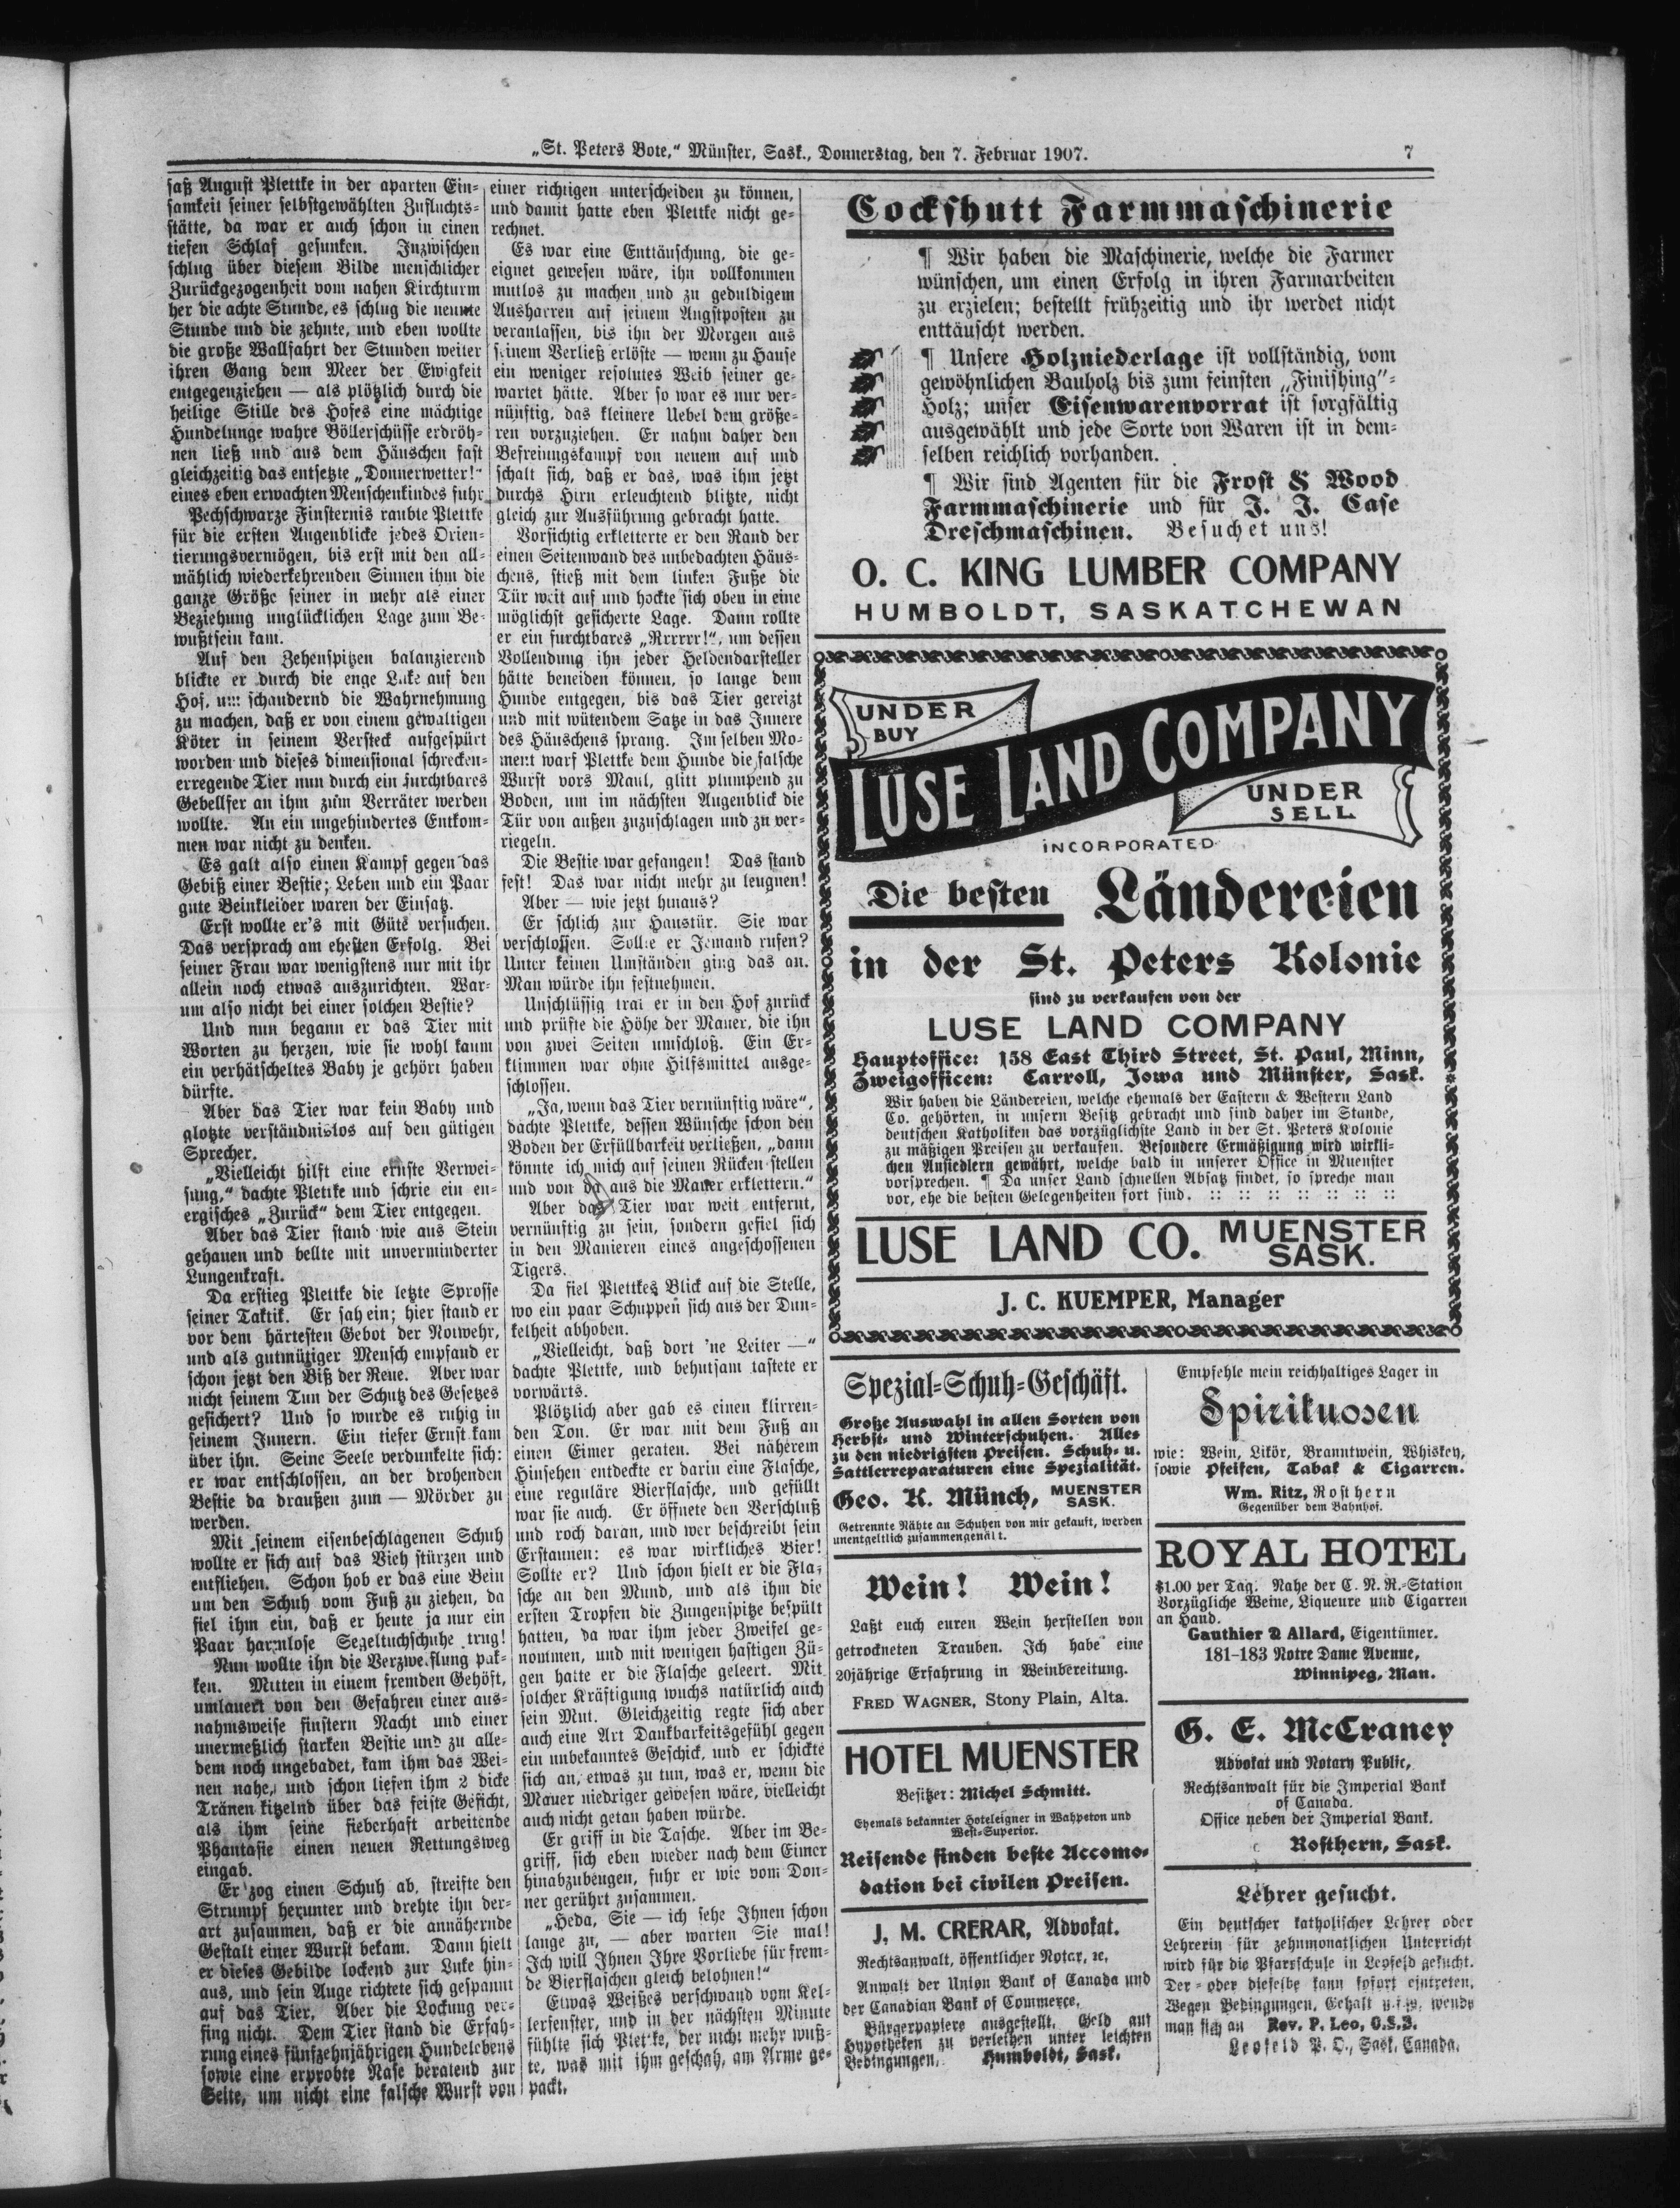 „St. Peters Bote,“ Münster, Sask., Donnerstag, den 7. Februar 1907.
7
saß August Plettke in der aparten Ein-
samkeit seiner selbstgewählten Zufluchts-
stätte, da war er auch schon in einen
tiefen Schlaf gesunken. Inzwischen
schlug über diesem Bilde menschlicher
Zurückgezogenheit vom nahen Kirchturm
her die achte Stunde, es schlug die neunte
Stunde und die zehnte, und eben wollte
die große Wallfahrt der Stunden weiter
ihren Gang dem Meer der Ewigkeit
entgegenziehen — als plötzlich durch die
heilige Stille des Hofes eine mächtige
Hundelunge wahre Böllerschüsse erdröh-
nen ließ und aus dem Häuschen fast
gleichzeitig das entsetzte „Donnerwetter!“
eines eben erwachten Menschenkindes fuhr.
Pechschwarze Finsternis raubte Plettke
für die ersten Augenblicke jedes Orien-
tierungsvermögen, bis erst mit den all-
mählich wiederkehrenden Sinnen ihm die
ganze Größe seiner in mehr als einer
Beziehung unglücklichen Lage zum Be-
wußtsein kam.
Auf den Zehenspitzen balanzierend
blickte er durch die enge Luke auf den
Hof, um schaudernd die Wahrnehmung
zu machen, daß er von einem gewaltigen
Köter in seinem Versteck aufgespürt
worden und dieses dimensional schrecken-
erregende Tier nun durch ein furchtbares
Gebellfer an ihm zum Verräter werden
wollte. An ein ungehindertes Entkom-
men war nicht zu denken.
Es galt also einen Kampf gegen das
Gebiß einer Bestie; Leben und ein Paar
gute Beinkleider waren der Einsatz.
Erst wollte er's mit Güte versuchen.
Das versprach am ehesten Erfolg. Bei
seiner Frau war wenigstens nur mit ihr
allein noch etwas auszurichten. War-
um also nicht bei einer solchen Bestie?
Und nun begann er das Tier mit
Worten zu herzen, wie sie wohl kaum
ein verhätscheltes Baby je gehört haben
dürfte.
Aber das Tier war kein Baby und
glotzte verständnislos auf den gütigen
Sprecher.
„Vielleicht hilft eine ernste Verwei-
sung,“ dachte Plettke und schrie ein en-
ergisches „Zurück“ dem Tier entgegen.
Aber das Tier stand wie aus Stein
gehauen und bellte mit unverminderter
Lungenkraft.
Da erstieg Plettke die letzte Sprosse
seiner Taktik. Er sah ein; hier stand er
vor dem härtesten Gebot der Notwehr,
und als gutmütiger Mensch empfand er
schon jetzt den Biß der Reue. Aber war
nicht seinem Tun der Schutz des Gesetzes
gesichert? Und so wurde es ruhig in
seinem Innern. Ein tiefer Ernst kam
über ihn. Seine Seele verdunkelte sich:
er war entschlossen, an der drohenden
Bestie da draußen zum — Mörder zu
werden.
Mit seinem eisenbeschlagenen Schuh
wollte er sich auf das Vieh stürzen und
entfliehen. Schon hob er das eine Bein
um den Schuh vom Fuß zu ziehen, da
fiel ihm ein, daß er heute ja nur ein
Paar harmlose Segeltuchschuhe trug!
Nun wollte ihn die Verzweiflung pak-
ken. Mitten in einem fremden Gehöft,
umlauert von den Gefahren einer aus-
nahmsweise finstern Nacht und einer
unermeßlich starken Bestie und zu alle-
dem noch ungebadet, kam ihm das Wei-
nen nahe, und schon liefen ihm 2 dicke
Tränen kitzelnd über das feiste Gesicht,
als ihm seine fieberhaft arbeitende
Phantasie einen neuen Rettungsweg
eingab.
Er zog einen Schuh ab, streifte den
Strumpf herunter und drehte ihn der-
art zusammen, daß er die annähernde
Gestalt einer Wurst bekam. Dann hielt
er dieses Gebilde lockend zur Luke hin-
aus, und sein Auge richtete sich gespannt
auf das Tier. Aber die Lockung ver-
fing nicht. Dem Tier stand die Erfah-
rung eines fünfzehnjährigen Hundelebens
sowie eine erprobte Nase beratend zur
Seite, um nicht eine falsche Wurst von
einer richtigen unterscheiden zu können,
und damit hatte eben Plettke nicht ge-
rechnet.
Es war eine Enttäuschung, die ge-
eignet gewesen wäre, ihn vollkommen
mutlos zu machen und zu geduldigem
Ausharren auf seinem Angstposten zu
veranlassen, bis ihn der Morgen aus
seinem Verließ erlöste — wenn zu Hause
ein weniger resolutes Weib seiner ge-
wartet hätte. Aber so war es nur ver-
nünftig, das kleinere Uebel dem größe-
ren vorzuziehen. Er nahm daher den
Befreiungskampf von neuem auf und
schalt sich, daß er das, was ihm jetzt
durchs Hirn erleuchtend blitzte, nicht
gleich zur Ausführung gebracht hatte.
Vorsichtig erkletterte er den Rand der
einen Seitenwand des unbedachten Häus-
chens, stieß mit dem linken Fuße die
Tür weit auf und hockte sich oben in eine
möglichst gesicherte Lage. Dann rollte
er ein furchtbares „Rrrrrr!“, um dessen
Vollendung ihn jeder Heldendarsteller
hätte beneiden können, so lange dem
Hunde entgegen, bis das Tier gereizt
und mit wütendem Satze in das Innere
des Häuschens sprang. Im selben Mo-
ment warf Plettke dem Hunde die falsche
Wurst vors Maul, glitt plumpend zu
Boden, um im nächsten Augenblick die
Tür von außen zuzuschlagen und zu ver-
riegeln.
Die Bestie war gefangen! Das stand
fest! Das war nicht mehr zu leugnen!
Aber — wie jetzt hinaus?
Er schlich zur Haustür. Sie war
verschlossen. Sollte er Jemand rufen?
Unter keinen Umständen ging das an.
Man würde ihn festnehmen.
Unschlüssig trat er in den Hof zurück
und prüfte die Höhe der Mauer, die ihn
von zwei Seiten umschloß. Ein Er-
klimmen war ohne Hilfsmittel ausge-
schlossen.
„Ja, wenn das Tier vernünftig wäre“,
dachte Plettke, dessen Wünsche schon den
Boden der Erfüllbarkeit verließen, „dann
könnte ich mich auf seinen Rücken stellen
und von da aus die Mauer erklettern.“
Aber das Tier war weit entfernt,
vernünftig zu sein, sondern gefiel sich
in den Manieren eines angeschossenen
Tigers.
Da fiel Plettkes Blick auf die Stelle,
wo ein paar Schuppen sich aus der Dun-
kelheit abhoben.
„Vielleicht, daß dort 'ne Leiter —“
dachte Plettke, und behutsam tastete er
vorwärts.
Plötzlich aber gab es einen klirren-
den Ton. Er war mit dem Fuß an
einen Eimer geraten. Bei näherem
Hinsehen entdeckte er darin eine Flasche,
eine reguläre Bierflasche, und gefüllt
war sie auch. Er öffnete den Verschluß
und roch daran, und wer beschreibt sein
Erstaunen: es war wirkliches Bier!
Sollte er? Und schon hielt er die Fla-
sche an den Mund, und als ihm die
ersten Tropfen die Zungenspitze bespült
hatten, da war ihm jeder Zweifel ge-
nommen, und mit wenigen hastigen Zü-
gen hatte er die Flasche geleert. Mit
solcher Kräftigung wuchs natürlich auch
sein Mut. Gleichzeitig regte sich aber
auch eine Art Dankbarkeitsgefühl gegen
ein unbekanntes Geschick, und er schickte
sich an, etwas zu tun, was er, wenn die
Mauer niedriger gewesen wäre, vielleicht
auch nicht getan haben würde.
Er griff in die Tasche. Aber im Be-
griff, sich eben wieder nach dem Eimer
hinabzubeugen, fuhr er wie vom Don-
ner gerührt zusammen.
„Heda, Sie — ich sehe Ihnen schon
lange zu, — aber warten Sie mal!
Ich will Ihnen Ihre Vorliebe für frem-
de Bierflaschen gleich belohnen!“
Etwas Weißes verschwand vom Kel-
lerfenster, und in der nächsten Minute
fühlte sich Plettke, der nicht mehr wuß-
te, was mit ihm geschah, am Arme ge-
packt.
Cockshutt Farmmaschinerie
¶ Wir haben die Maschinerie, welche die Farmer
wünschen, um einen Erfolg in ihren Farmarbeiten
zu erzielen; bestellt frühzeitig und ihr werdet nicht
enttäuscht werden.
¶ Unsere Holzniederlage ist vollständig, vom
gewöhnlichen Bauholz bis zum feinsten „Finishing“-
Holz; unser Eisenwarenvorrat ist sorgfältig
ausgewählt und jede Sorte von Waren ist in dem-
selben reichlich vorhanden.
¶ Wir sind Agenten für die Frost & Wood
Farmmaschinerie und für J. J. Case
Dreschmaschinen. Besuchet uns!
O. C. KING LUMBER COMPANY
HUMBOLDT, SASKATCHEWAN
UNDER
BUY
LUSE LAND COMPANY
UNDER
SELL
INCORPORATED
Die besten Ländereien
in der St. Peters Kolonie
sind zu verkaufen von der
LUSE LAND COMPANY
Hauptoffice: 158 East Third Street, St. Paul, Minn,
Zweigofficen: Carroll, Iowa und Münster, Sask.
Wir haben die Ländereien, welche ehemals der Eastern & Western Land
Co. gehörten, in unsern Besitz gebracht und sind daher im Stande,
deutschen Katholiken das vorzüglichste Land in der St. Peters Kolonie
zu mäßigen Preisen zu verkaufen. Besondere Ermäßigung wird wirkli-
chen Ansiedlern gewährt, welche bald in unserer Office in Muenster
vorsprechen. ¶ Da unser Land schnellen Absatz findet, so spreche man
vor, ehe die besten Gelegenheiten fort sind. :: :: :: :: :: :: ::
LUSE LAND CO. MUENSTER
SASK.
J. C. KUEMPER, Manager
Spezial-Schuh-Geschäft.
Große Auswahl in allen Sorten von
Herbst- und Winterschuhen. Alles
zu den niedrigsten Preisen. Schuh- u.
Sattlerreparaturen eine Spezialität.
Geo. K. Münch, MUENSTER
SASK.
Getrennte Nähte an Schuhen von mir gekauft, werden
unentgeltlich zusammengenäht.
Wein! Wein!
Laßt euch euren Wein herstellen von
getrockneten Trauben. Ich habe eine
20jährige Erfahrung in Weinbereitung.
FRED WAGNER, Stony Plain, Alta.
HOTEL MUENSTER
Besitzer: Michel Schmitt.
Ehemals bekannter Hoteleigner in Wahpeton und
West-Superior.
Reisende finden beste Accomo-
dation bei civilen Preisen.
J. M. CRERAR, Advokat.
Rechtsanwalt, öffentlicher Notar, ꝛc,
Anwalt der Union Bank of Canada und
der Canadian Bank of Commerce.
Bürgerpapiere ausgestellt. Geld auf
Hypotheken zu verleihen unter leichten
Bedingungen. Humboldt, Sask.
Empfehle mein reichhaltiges Lager in
Spirituosen
wie: Wein, Likör, Branntwein, Whiskey,
sowie Pfeifen, Tabak & Cigarren.
Wm. Ritz, Rosthern
Gegenüber dem Bahnhof.
ROYAL HOTEL
$1.00 per Tag. Nahe der C. N. R.-Station
Vorzügliche Weine, Liqueure und Cigarren
an Hand.
Gauthier & Allard, Eigentümer.
181-183 Notre Dame Avenue,
Winnipeg, Man.
G. E. McCraney
Advokat und Notary Public,
Rechtsanwalt für die Imperial Bank
of Canada.
Office neben der Imperial Bank.
Rosthern, Sask.
Lehrer gesucht.
Ein deutscher katholischer Lehrer oder
Lehrerin für zehnmonatlichen Unterricht
wird für die Pfarrschule in Leofeld gesucht.
Der- oder dieselbe kann sofort eintreten.
Wegen Bedingungen, Gehalt u.s.w. wende
man sich an Rev. P. Leo, O.S.B.
Leofeld P. O., Sask. Canada.